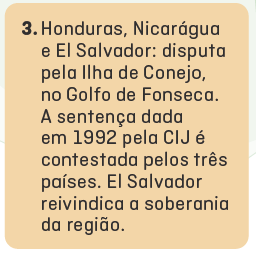 3. Honduras, Nicarágua
e El Salvador: disputa
pela Ilha de Conejo,
no Golfo de Fonseca.
A sentença dada
em 1992 pela CIJ é
contestada pelos três
países. El Salvador
reivindica a soberania
da região.